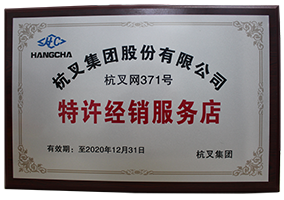 HC
HANGCHA
杭叉集团股份有限公司
杭叉网371号
特许经销服务店
有效期：至2020年12月31日
杭叉集团